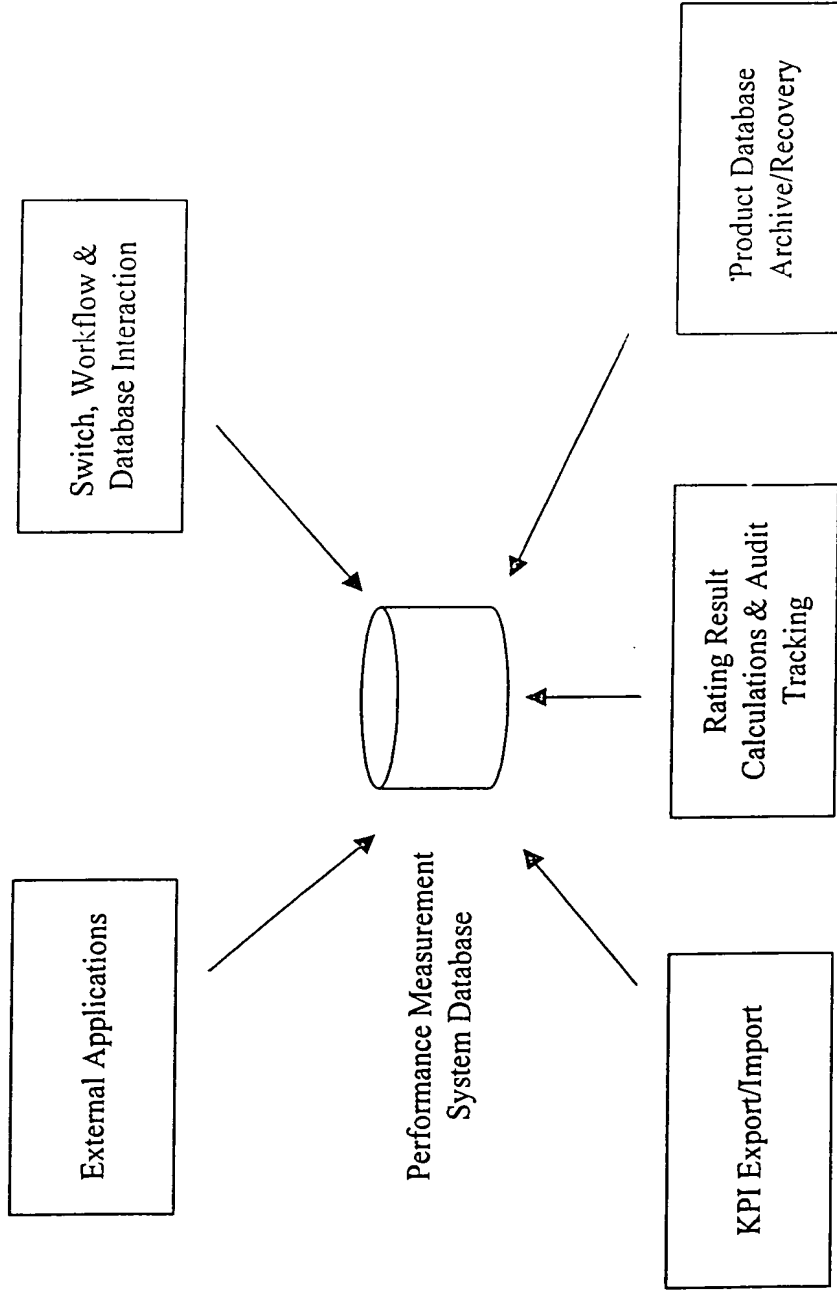 External Applications
Switch, Workflow &
Database Interaction
Performance Measurement
System Database
KPI Export/Import
Rating Result
Calculations & Audit
Tracking
Product Database
Archive/Recovery